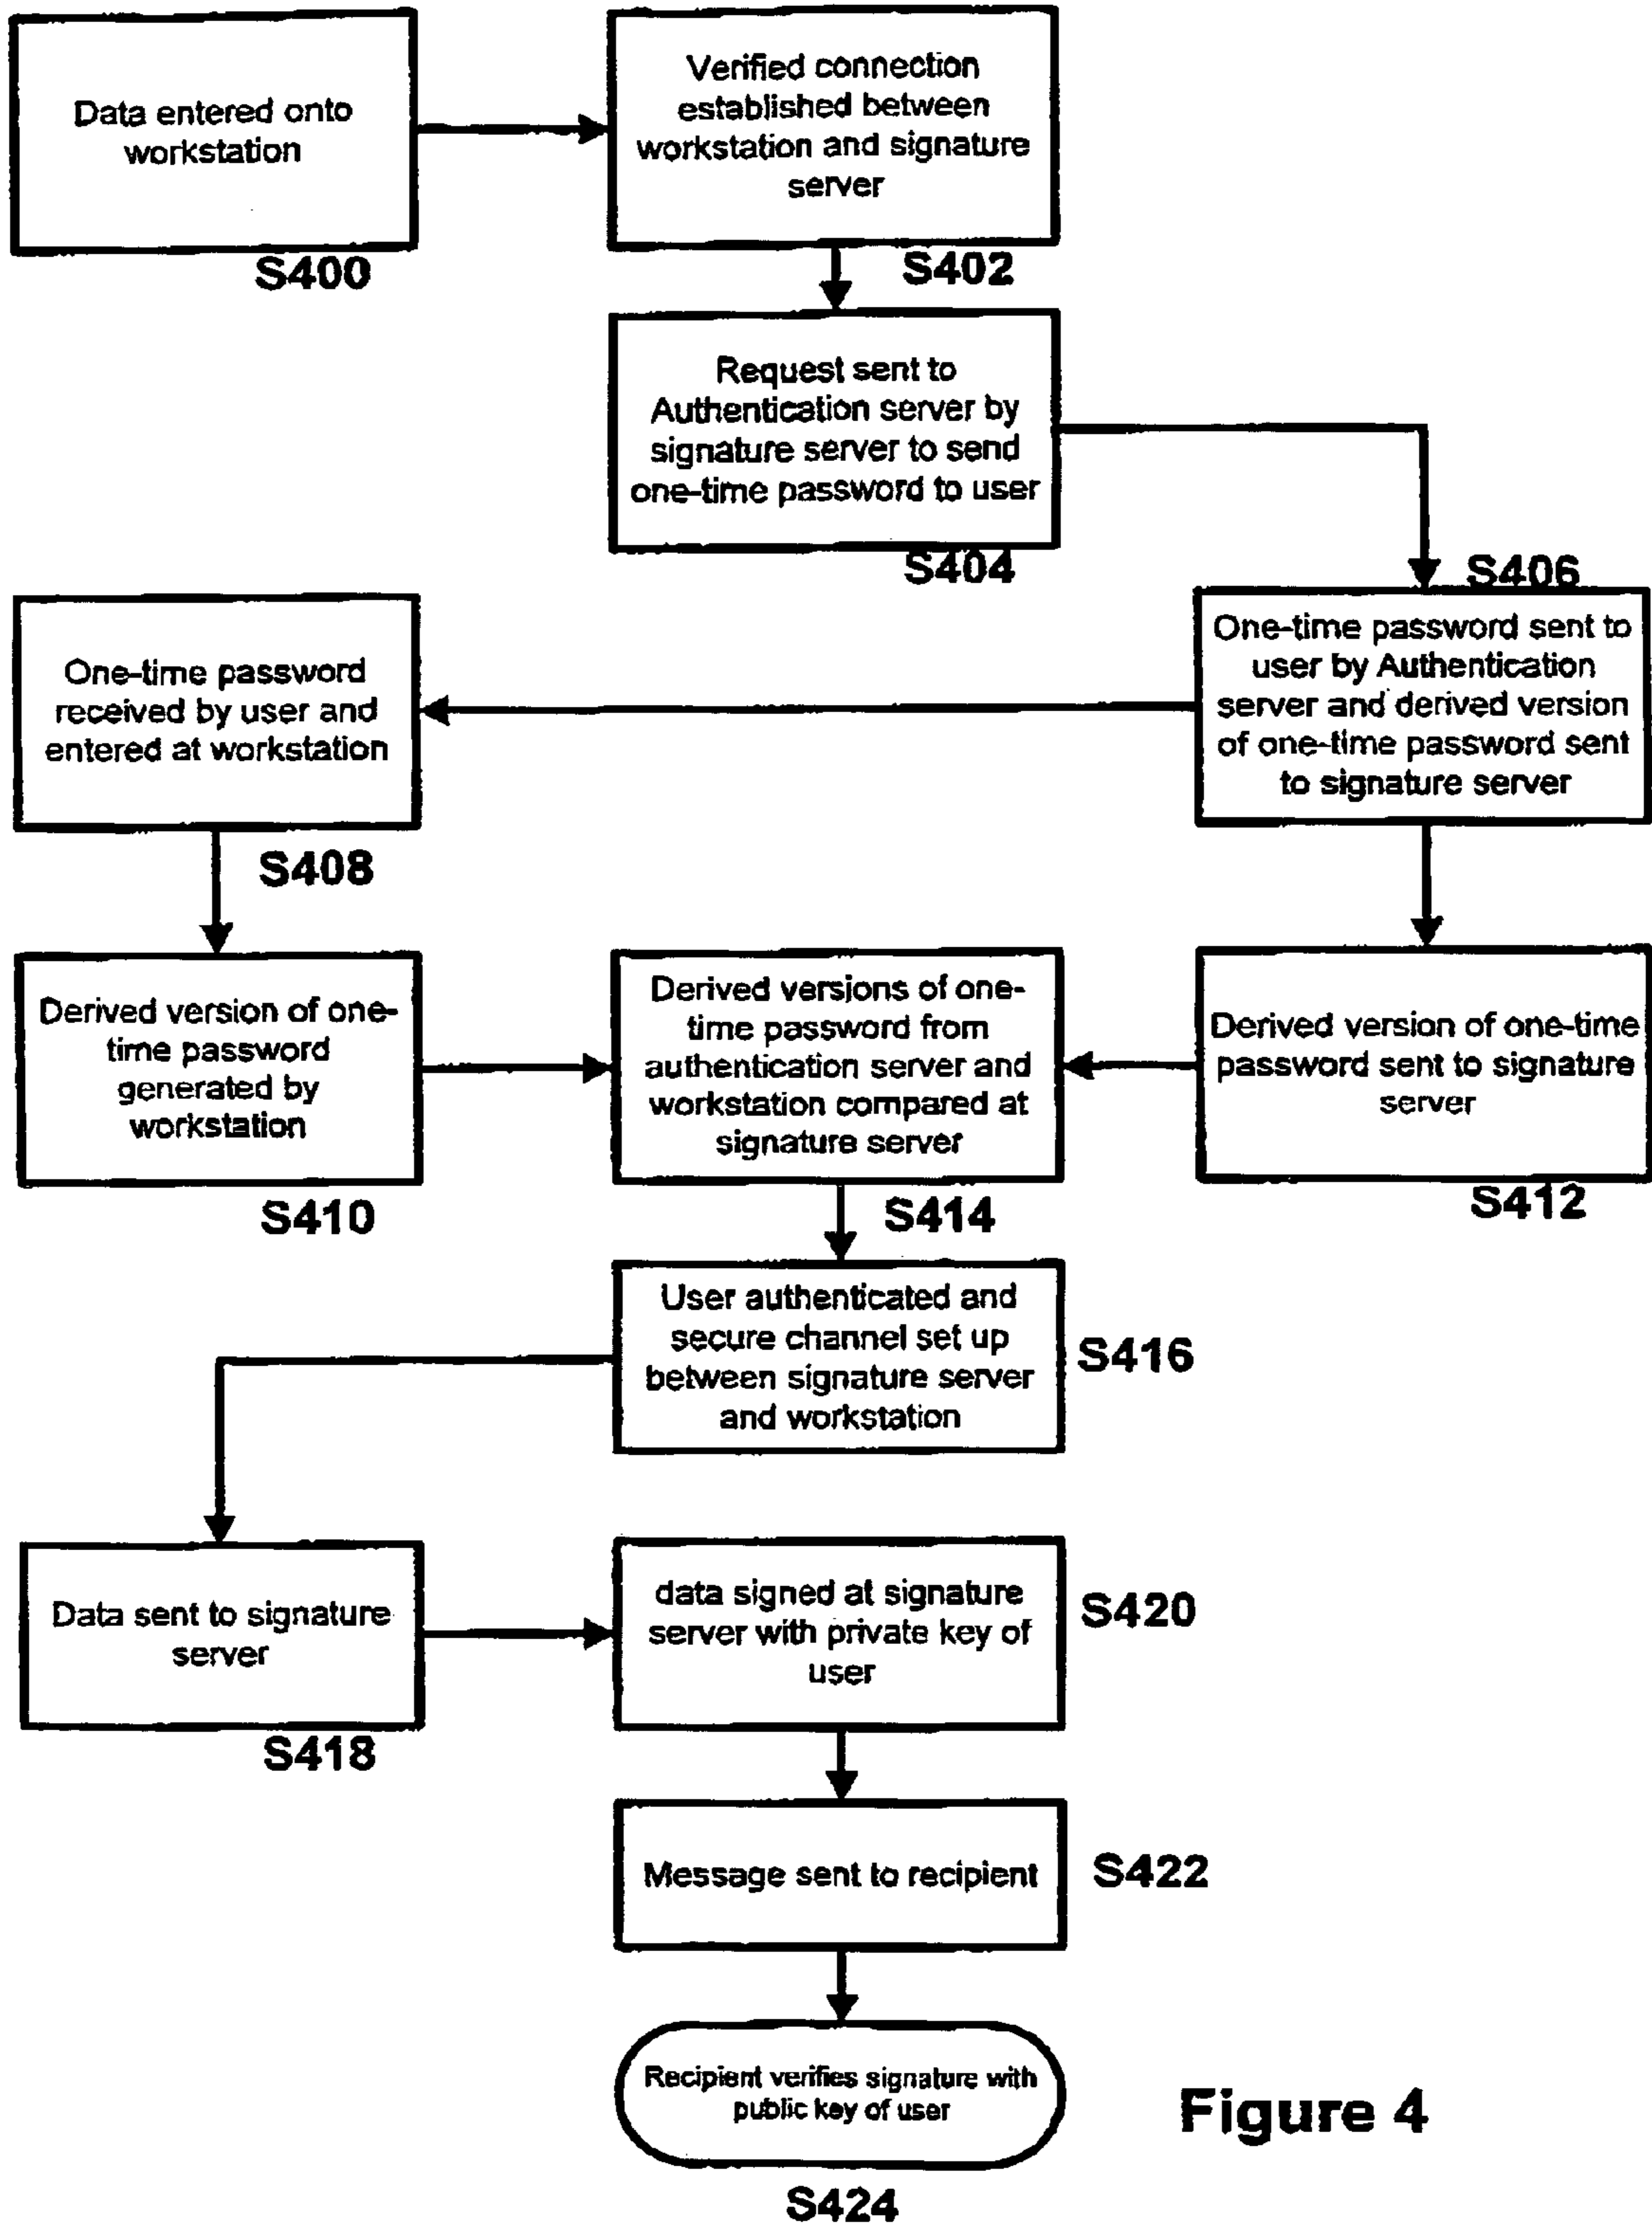 Data entered onto
workstation
S400
Verified connection
established between
workstation and signature
server
S402
Request sent to
Authentication server by
signature server to send
one-time password to user
S404
S406
One-time password sent to
user by Authentication
server and derived version
of one-time password sent
to signature server
One-time password
received by user and
entered at workstation
S408
Derived version of one-
time password
generated by
workstation
S410
Derived versions of one-
time password from
authentication server and
workstation compared at
signature server
S414
Derived version of one-time
password sent to signature
server
S412
User authenticated and
secure channel set up
between signature server
and workstation
S416
Data sent to signature
server
S418
data signed at signature
server with private key of
user
S420
Message sent to recipient
S422
Recipient verifies signature with
public key of user
S424
Figure 4